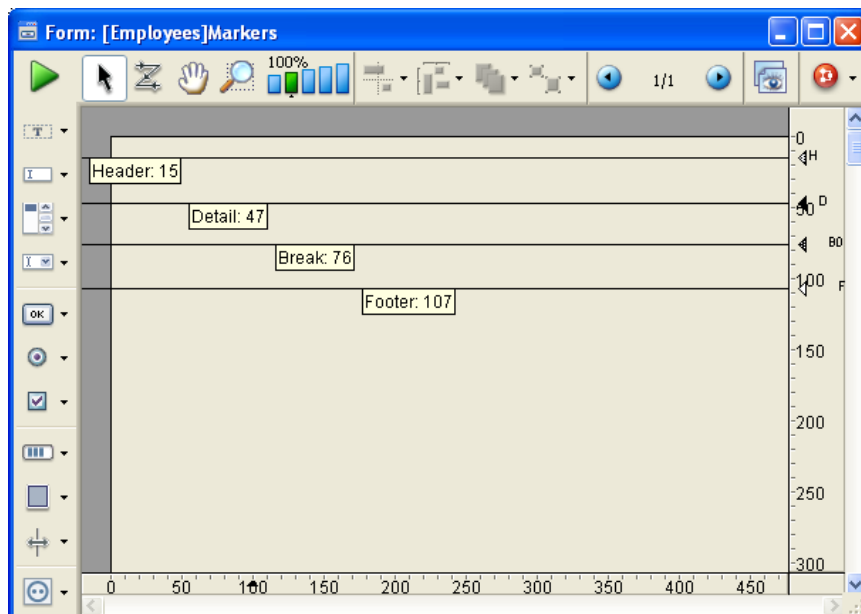 Form: [Employees]Markers
100%
1/1
T
OK
0
H
Header: 15
D
Detail: 47
50
B0
Break: 76
100
F
Footer: 107
150
200
250
300
0 50 100 150 200 250 300 350 400 450